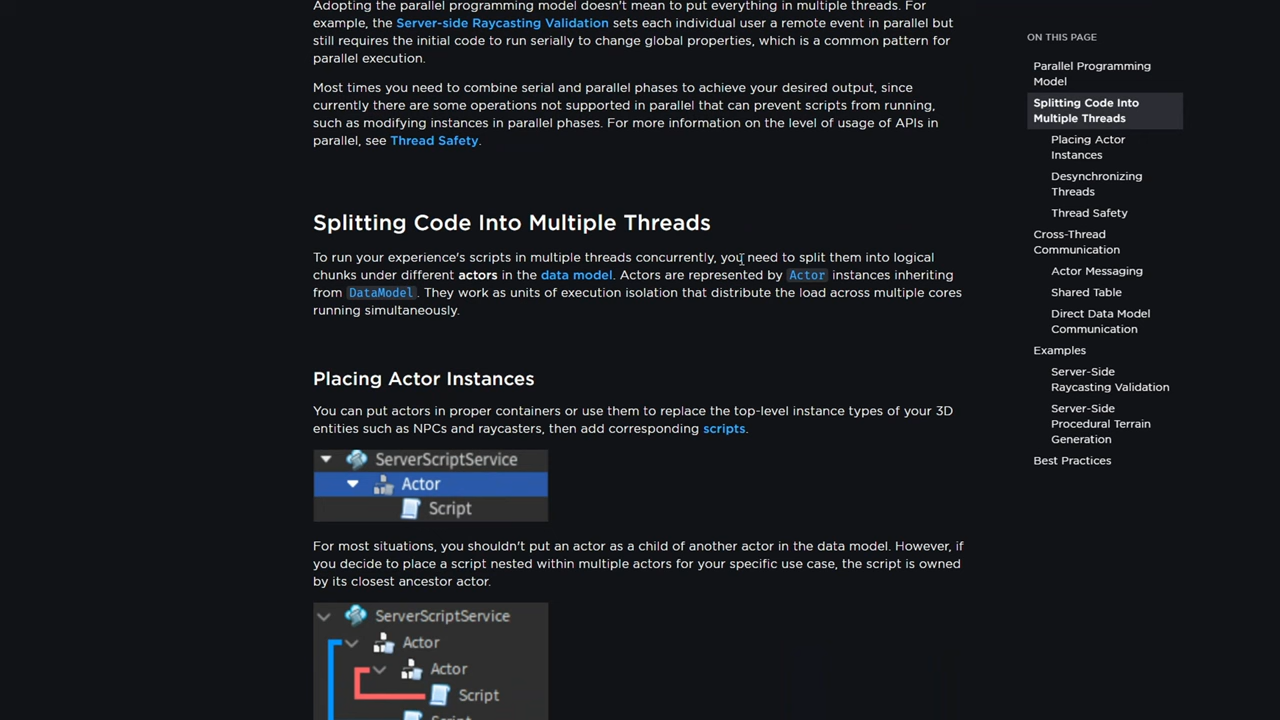 Adopting the parallel programming model doesn't mean to put everything in multiple threads. For
example, the Server-side Raycasting Validation sets each individual user a remote event in parallel but
still requires the initial code to run serially to change global properties, which is a common pattern for
parallel execution.
Most times you need to combine serial and parallel phases to achieve your desired output, since
currently there are some operations not supported in parallel that can prevent scripts from running,
such as modifying instances in parallel phases. For more information on the level of usage of APIs in
parallel, see Thread Safety.
Splitting Code Into Multiple Threads
To run your experience's scripts in multiple threads concurrently, you need to split them into logical
chunks under different actors in the data model. Actors are represented by Actor instances inheriting
from DataModel. They work as units of execution isolation that distribute the load across multiple cores
running simultaneously.
Placing Actor Instances
You can put actors in proper containers or use them to replace the top-level instance types of your 3D
entities such as NPCs and raycasters, then add corresponding scripts.
ServerScriptService
Actor
Script
For most situations, you shouldn't put an actor as a child of another actor in the data model. However, if
you decide to place a script nested within multiple actors for your specific use case, the script is owned
by its closest ancestor actor.
ServerScriptService
Actor
Actor
Script
Script
ON THIS PAGE
Parallel Programming
Model
Splitting Code Into
Multiple Threads
Placing Actor
Instances
Desynchronizing
Threads
Thread Safety
Cross-Thread
Communication
Actor Messaging
Shared Table
Direct Data Model
Communication
Examples
Server-Side
Raycasting Validation
Server-Side
Procedural Terrain
Generation
Best Practices